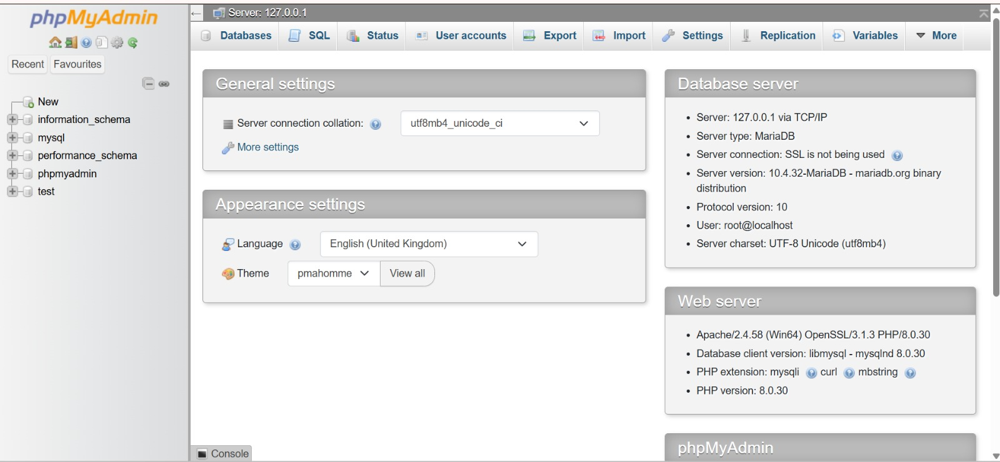 phpMyAdmin
Recent Favourites
New
information_schema
mysql
performance_schema
phpmyadmin
test
Server: 127.0.0.1
Databases SQL Status User accounts Export Import Settings Replication Variables More
General settings
Server connection collation: utf8mb4_unicode_ci
More settings
Appearance settings
Language English (United Kingdom)
Theme pmahomme View all
Database server
Server: 127.0.0.1 via TCP/IP
Server type: MariaDB
Server connection: SSL is not being used
Server version: 10.4.32-MariaDB - mariadb.org binary
distribution
Protocol version: 10
User: root@localhost
Server charset: UTF-8 Unicode (utf8mb4)
Web server
Apache/2.4.58 (Win64) OpenSSL/3.1.3 PHP/8.0.30
Database client version: libmysql - mysqlnd 8.0.30
PHP extension: mysqli curl mbstring
PHP version: 8.0.30
phpMyAdmin
Console